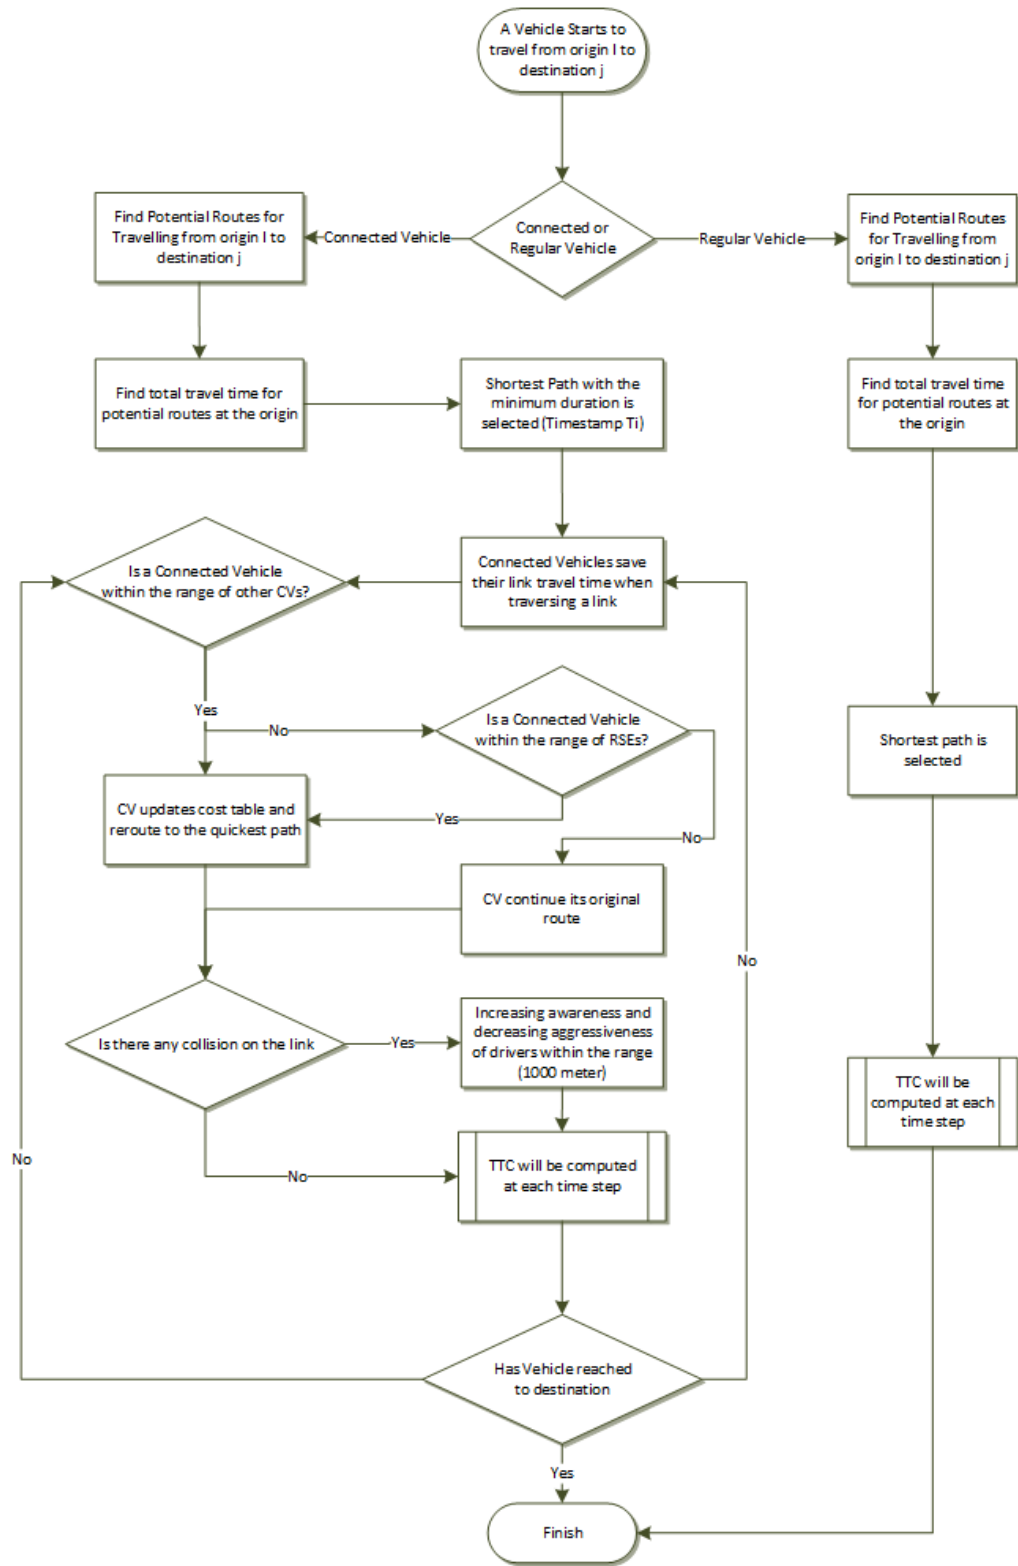 A Vehicle Starts to
travel from origin I to
destination j
Connected or
Regular Vehicle
Connected Vehicle
Regular Vehicle
Find Potential Routes for
Travelling from origin I to
destination j
Find Potential Routes
for Travelling from
origin I to destination j
Find total travel time for
potential routes at the origin
Shortest Path with the
minimum duration is
selected (Timestamp Ti)
Find total travel time
for potential routes at
the origin
Is a Connected Vehicle
within the range of other CVs?
Connected Vehicles save
their link travel time when
traversing a link
Yes
No
Is a Connected Vehicle
within the range of RSEs?
Shortest path is
selected
CV updates cost table and
reroute to the quickest path
Yes
No
CV continue its original
route
No
Is there any collision on the link
Yes
Increasing awareness and
decreasing aggressiveness
of drivers within the range
(1000 meter)
TTC will be
computed at each
time step
No
No
TTC will be computed
at each time step
Has Vehicle reached
to destination
Yes
Finish